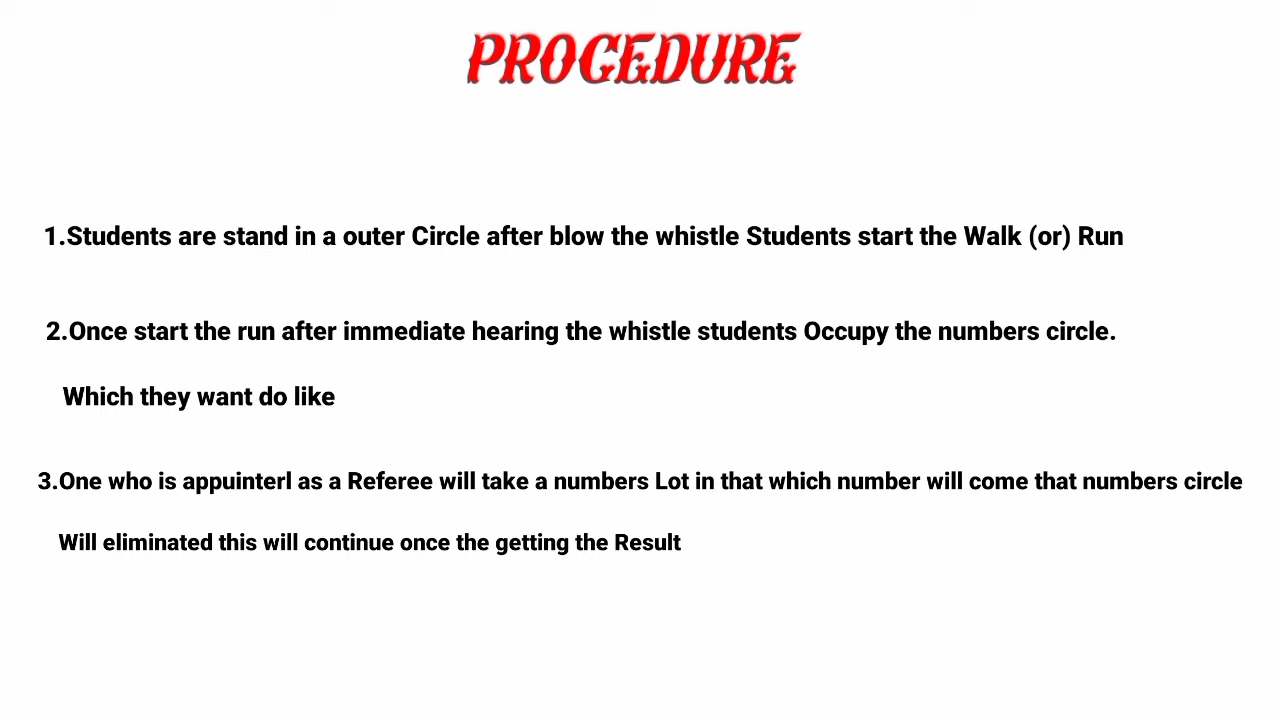 PROCEDURE
1.Students are stand in a outer Circle after blow the whistle Students start the Walk (or) Run
2.Once start the run after immediate hearing the whistle students Occupy the numbers circle.
Which they want do like
3.One who is appuinterl as a Referee will take a numbers Lot in that which number will come that numbers circle
Will eliminated this will continue once the getting the Result